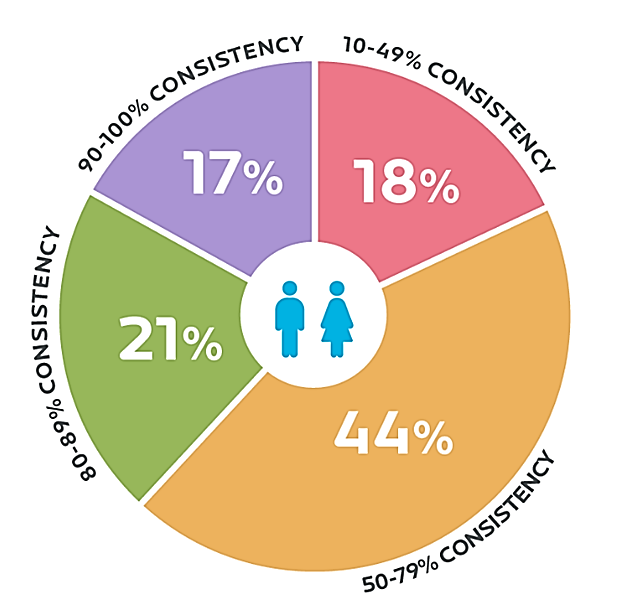 90-100% CONSISTENCY
10-49% CONSISTENCY
17%
18%
80-89% CONSISTENCY
21%
44%
50-79% CONSISTENCY